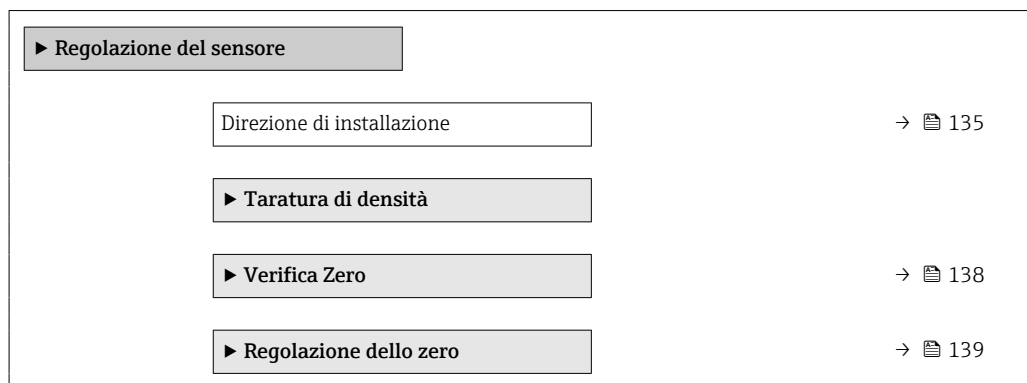 ▶ Regolazione del sensore
Direzione di installazione → 135
▶ Taratura di densità
▶ Verifica Zero → 138
▶ Regolazione dello zero → 139